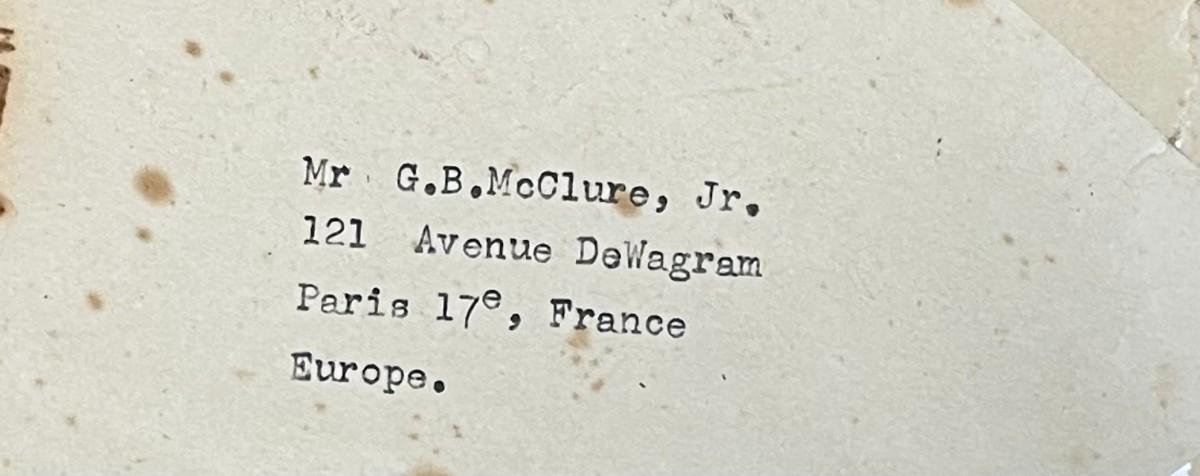 Mr G.B.McClure, Jr.
121 Avenue DeWagram
Paris 17e, France
Europe.